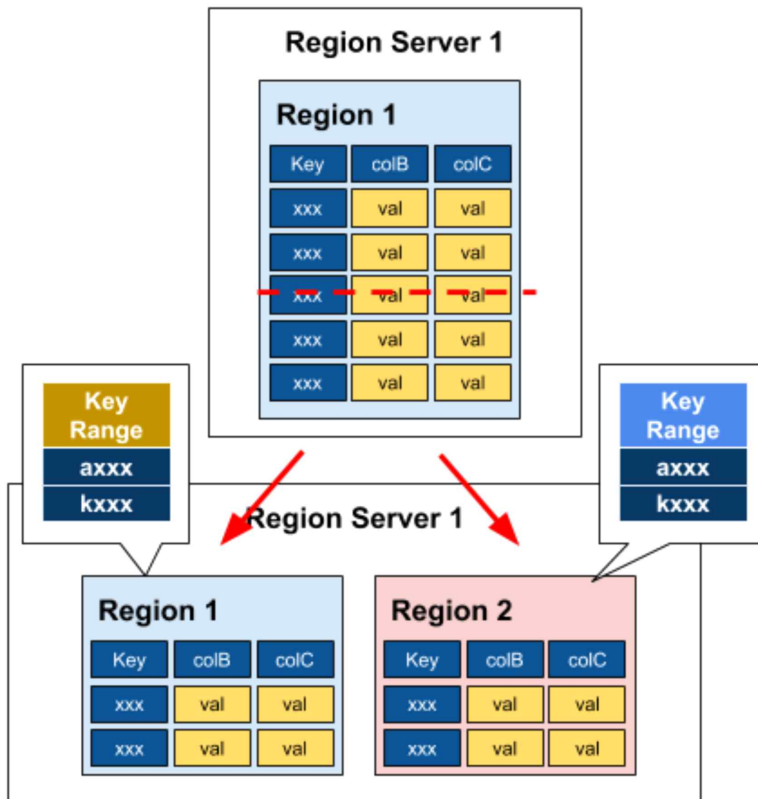 Region Server 1
Region 1
Key colB colC
xxx val val
xxx val val
xxx val val
xxx val val
xxx val val
Key
Range
axxx
kxxx
Key
Range
axxx
kxxx
Region Server 1
Region 1
Key colB colC
xxx val val
xxx val val
Region 2
Key colB colC
xxx val val
xxx val val